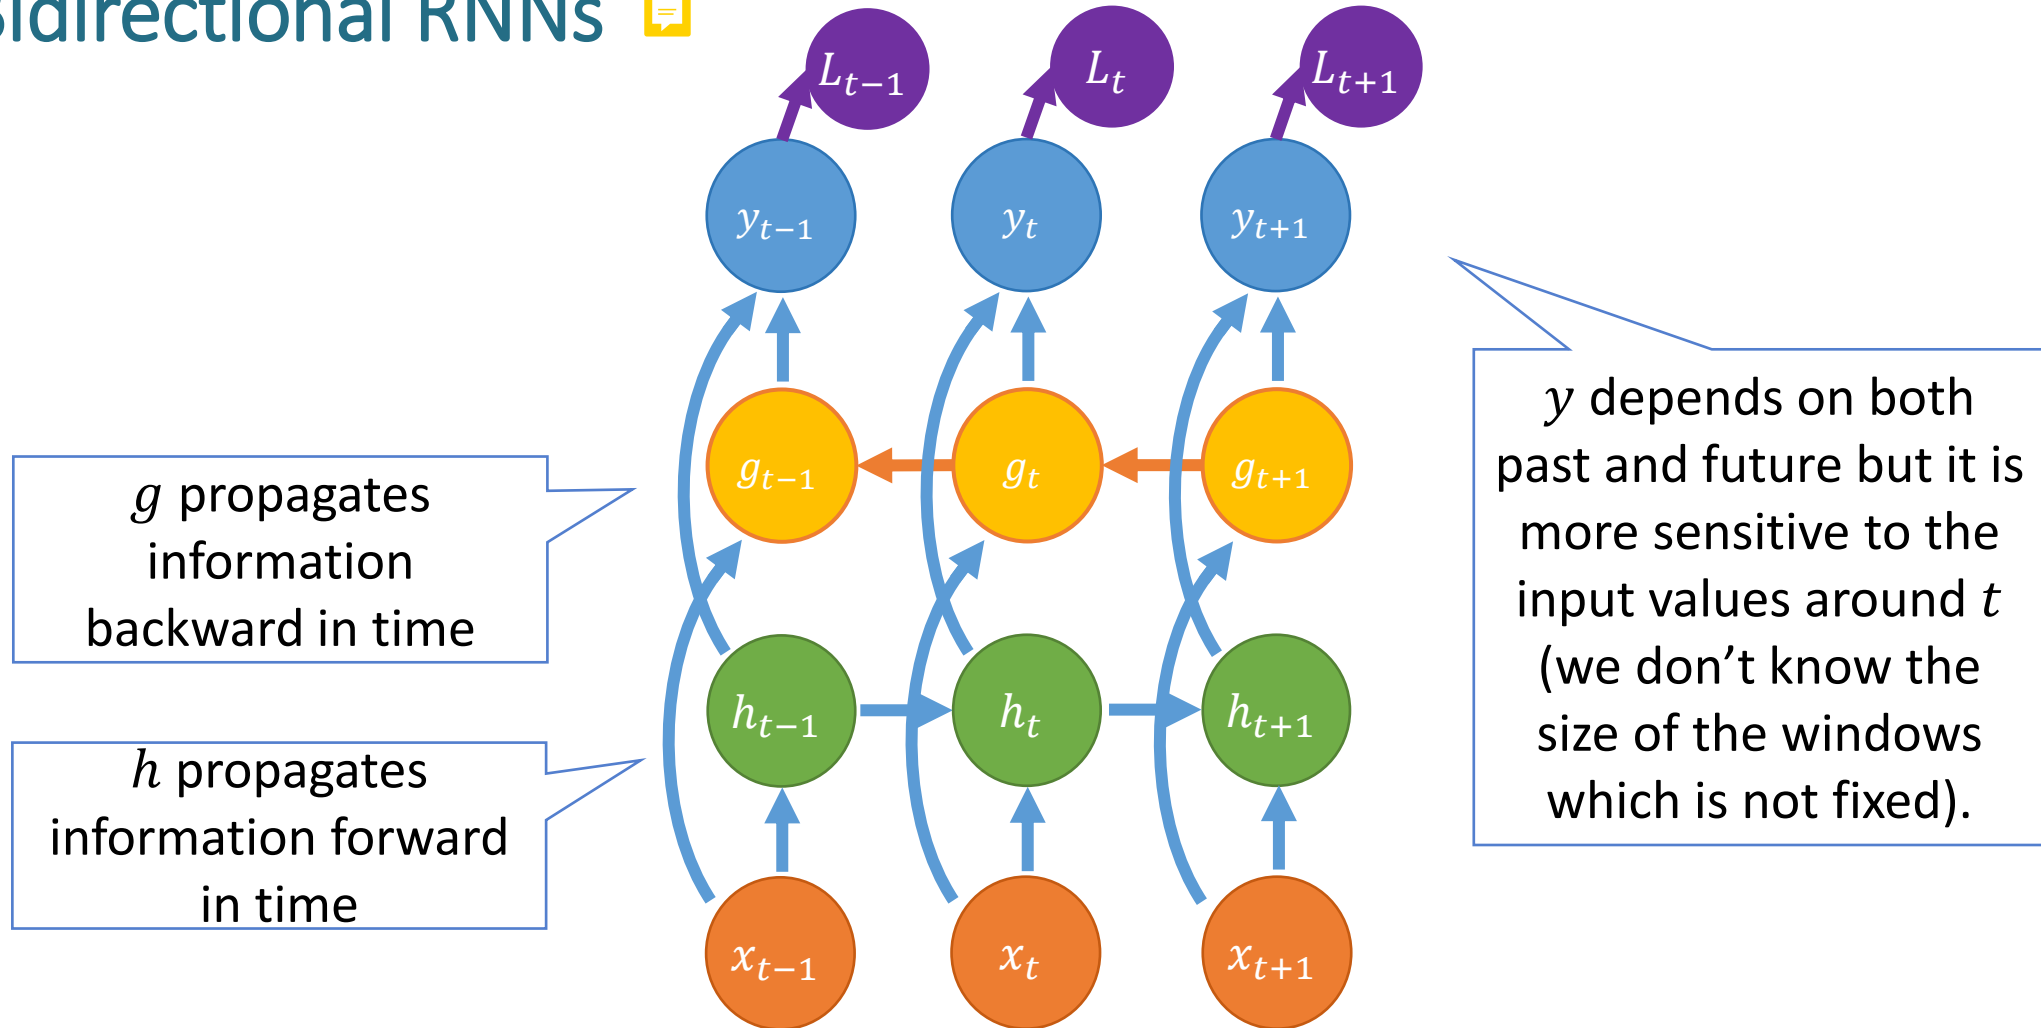 Bidirectional RNNs
L_{t−1} L_t L_{t+1}
y_{t−1} y_t y_{t+1}
g_{t−1} g_t g_{t+1}
h_{t−1} h_t h_{t+1}
x_{t−1} x_t x_{t+1}
g propagates
information
backward in time
h propagates
information forward
in time
y depends on both
past and future but it is
more sensitive to the
input values around t
(we don’t know the
size of the windows
which is not fixed).